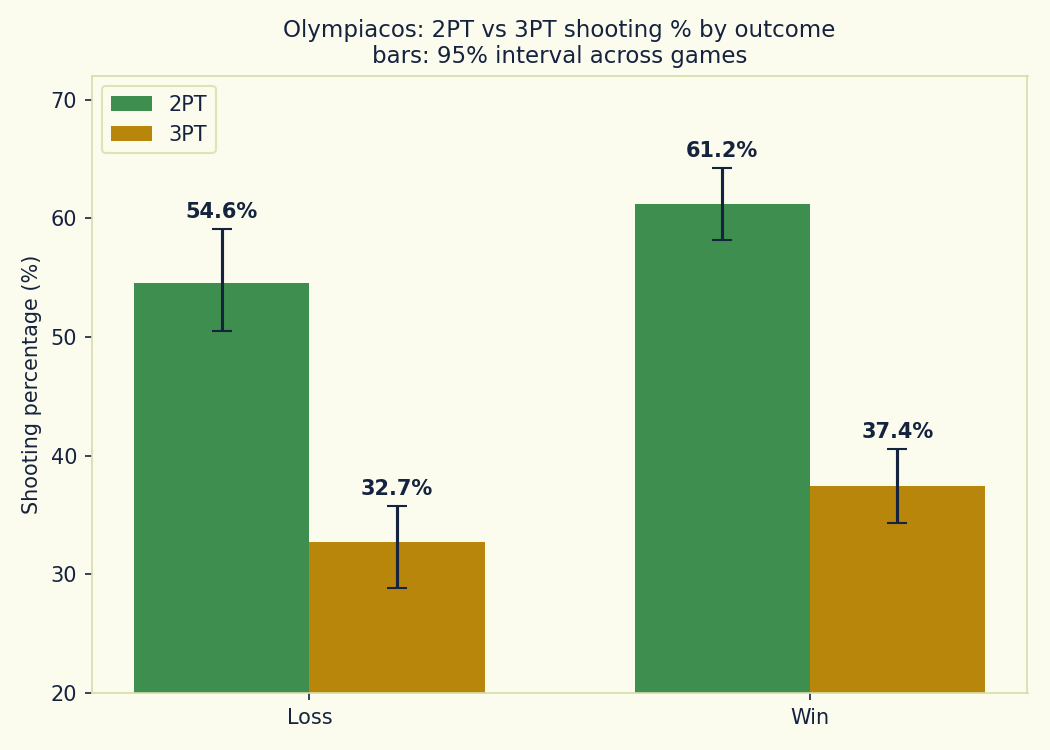 Olympiacos: 2PT vs 3PT shooting % by outcome
bars: 95% interval across games
2PT
3PT
Shooting percentage (%)
70
60
50
40
30
20
54.6%
32.7%
61.2%
37.4%
Loss
Win